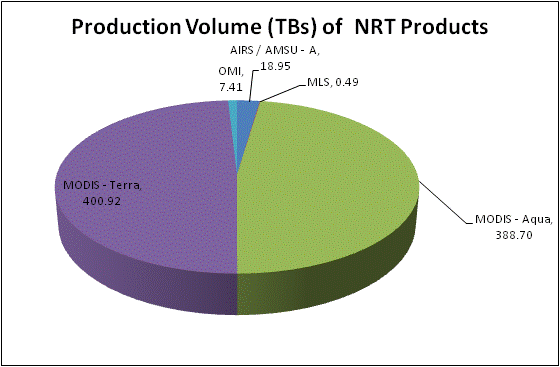 Production Volume (TBs) of NRT Products
AIRS / AMSU - A,
18.95
OMI,
7.41
MLS, 0.49
MODIS - Terra,
400.92
MODIS - Aqua,
388.70